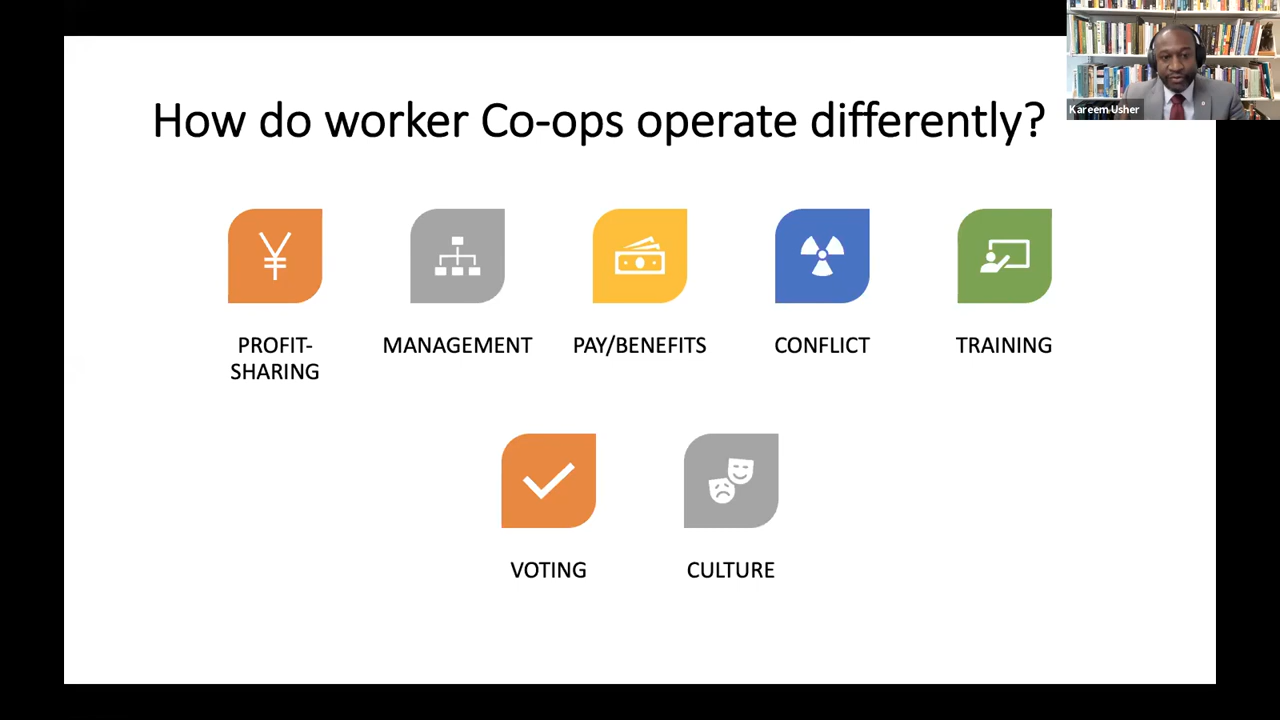 How do worker Co-ops operate differently?
Kareem Usher
¥
PROFIT-
SHARING
MANAGEMENT
PAY/BENEFITS
CONFLICT
TRAINING
VOTING
CULTURE